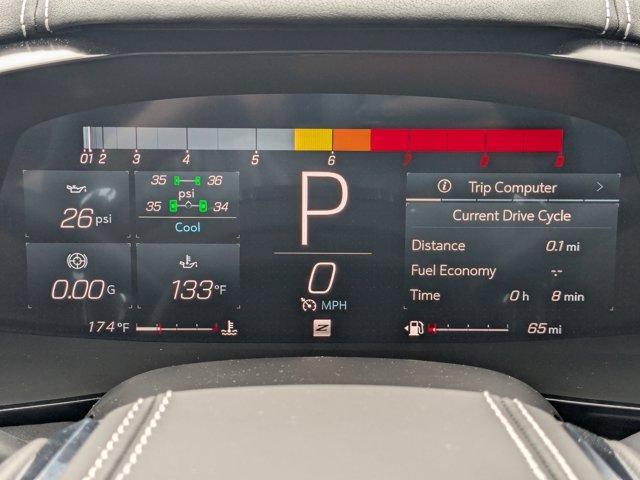 01 2 3 4 5 6 7 8 9
35 36
psi
35 34
Cool
26 psi
0.00 G
133 °F
174 °F
P
0
MPH
Z
Trip Computer >
Current Drive Cycle
Distance 0.1 mi
Fuel Economy --
Time 0 h 8 min
65 mi